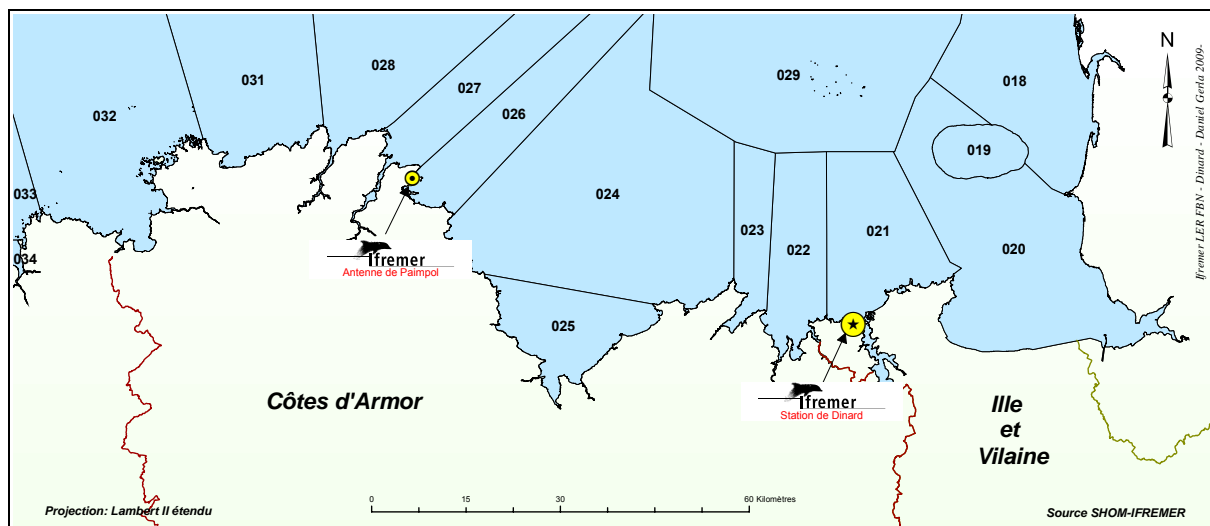 032
031
028
027
026
029
018
019
033
034
024
023
022
021
020
025
N
Ifremer LER FBN - Dinard - Daniel Gerla 2009-
Ifremer
Antenne de Paimpol
Ifremer
Station de Dinard
Côtes d'Armor
Ille
et
Vilaine
0 15 30 60 Kilomètres
Projection: Lambert II étendu
Source SHOM-IFREMER